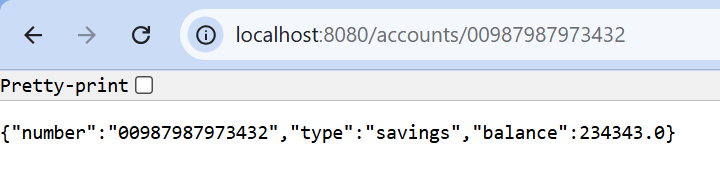 localhost:8080/accounts/00987987973432
Pretty-print
{"number":"00987987973432","type":"savings","balance":234343.0}